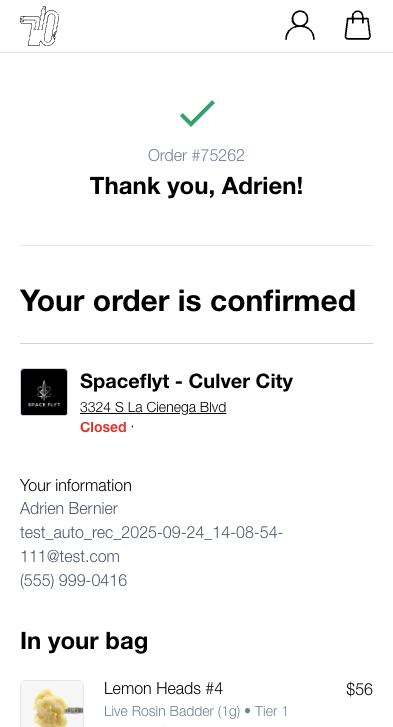 Order #75262
Thank you, Adrien!
Your order is confirmed
SPACE FLYT
Spaceflyt - Culver City
3324 S La Cienega Blvd
Closed ·
Your information
Adrien Bernier
test_auto_rec_2025-09-24_14-08-54-
111@test.com
(555) 999-0416
In your bag
Lemon Heads #4
$56
Live Rosin Badder (1g) • Tier 1